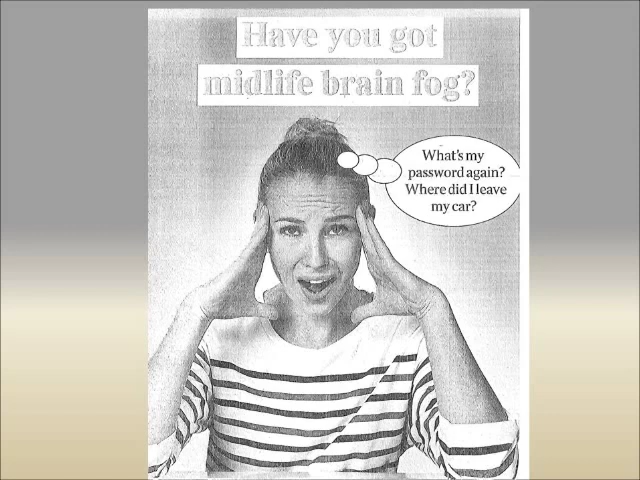 Have you got
midlife brain fog?
What's my
password again?
Where did I leave
my car?